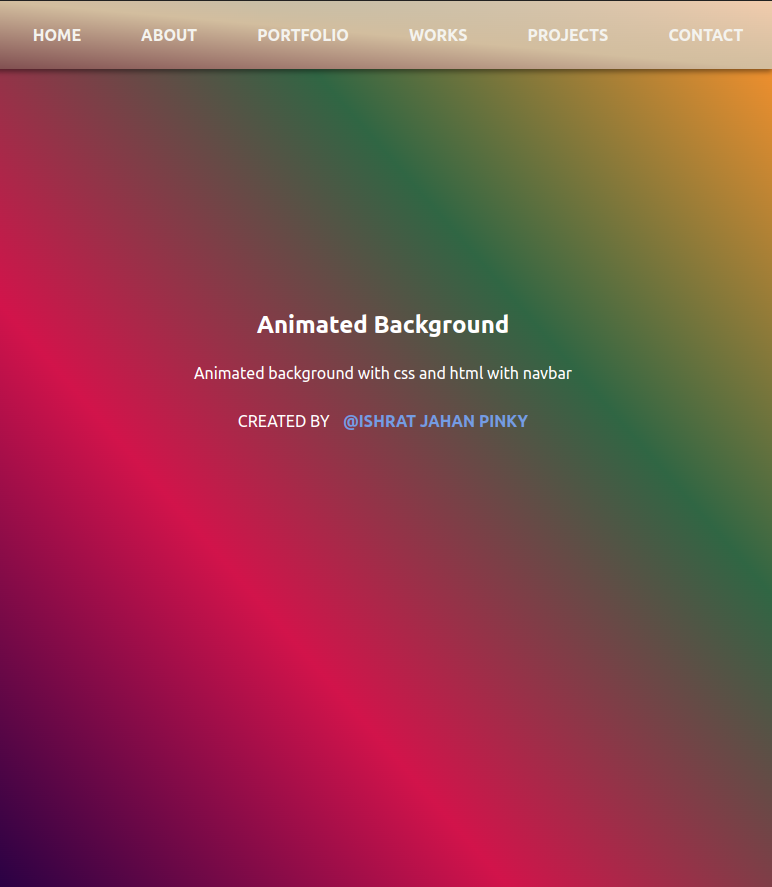 HOME ABOUT PORTFOLIO WORKS PROJECTS CONTACT
Animated Background
Animated background with css and html with navbar
CREATED BY @ISHRAT JAHAN PINKY